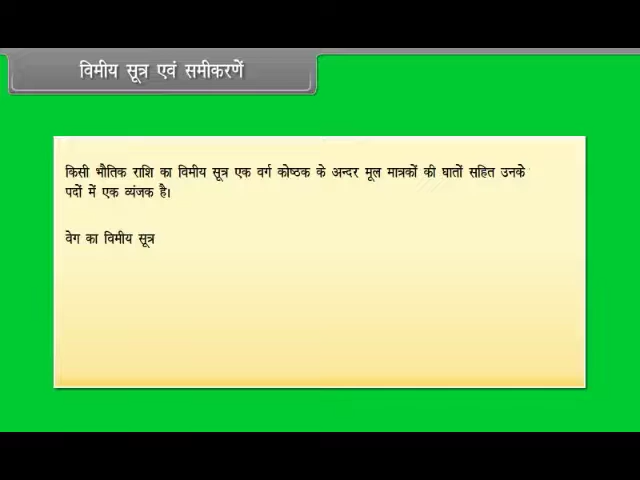 विमीय सूत्र एवं समीकरणें
किसी भौतिक राशि का विमीय सूत्र एक वर्ग कोष्ठक के अन्दर मूल मात्रकों की घातों सहित उनके
पदों में एक व्यंजक है।
वेग का विमीय सूत्र